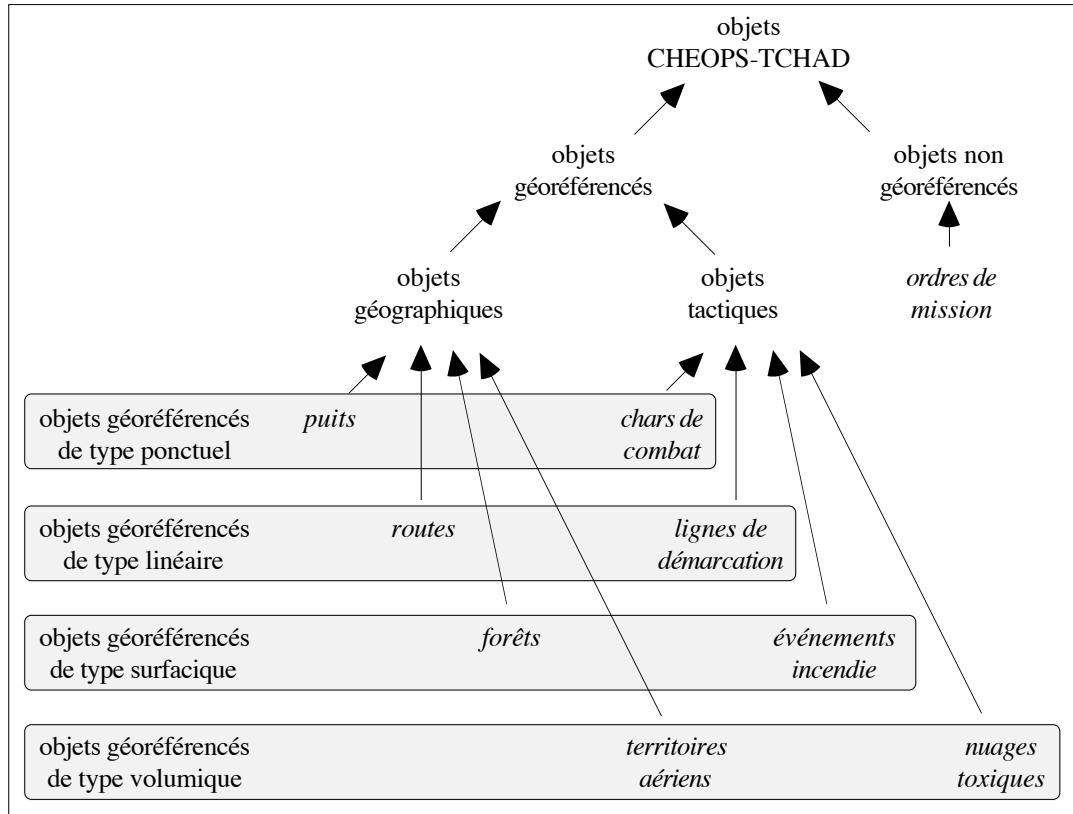 objets
CHEOPS-TCHAD
objets
géoréférencés
objets non
géoréférencés
objets
géographiques
objets
tactiques
ordres de
mission
objets géoréférencés
de type ponctuel
puits
chars de
combat
objets géoréférencés
de type linéaire
routes
lignes de
démarcation
objets géoréférencés
de type surfacique
forêts
événements
incendie
objets géoréférencés
de type volumique
territoires
aériens
nuages
toxiques